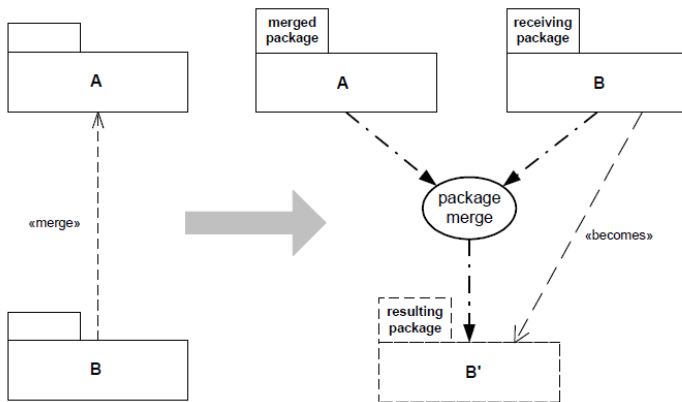 A
«merge»
B
merged
package
A
receiving
package
B
package
merge
«becomes»
resulting
package
B'